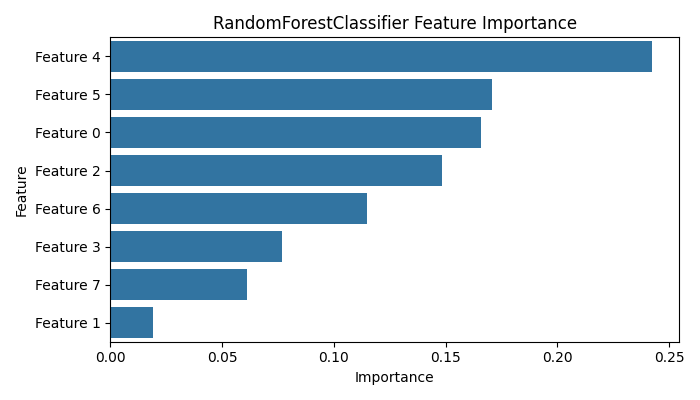 RandomForestClassifier Feature Importance
Feature 4
Feature 5
Feature 0
Feature 2
Feature 6
Feature 3
Feature 7
Feature 1
Feature
0.00 0.05 0.10 0.15 0.20 0.25
Importance